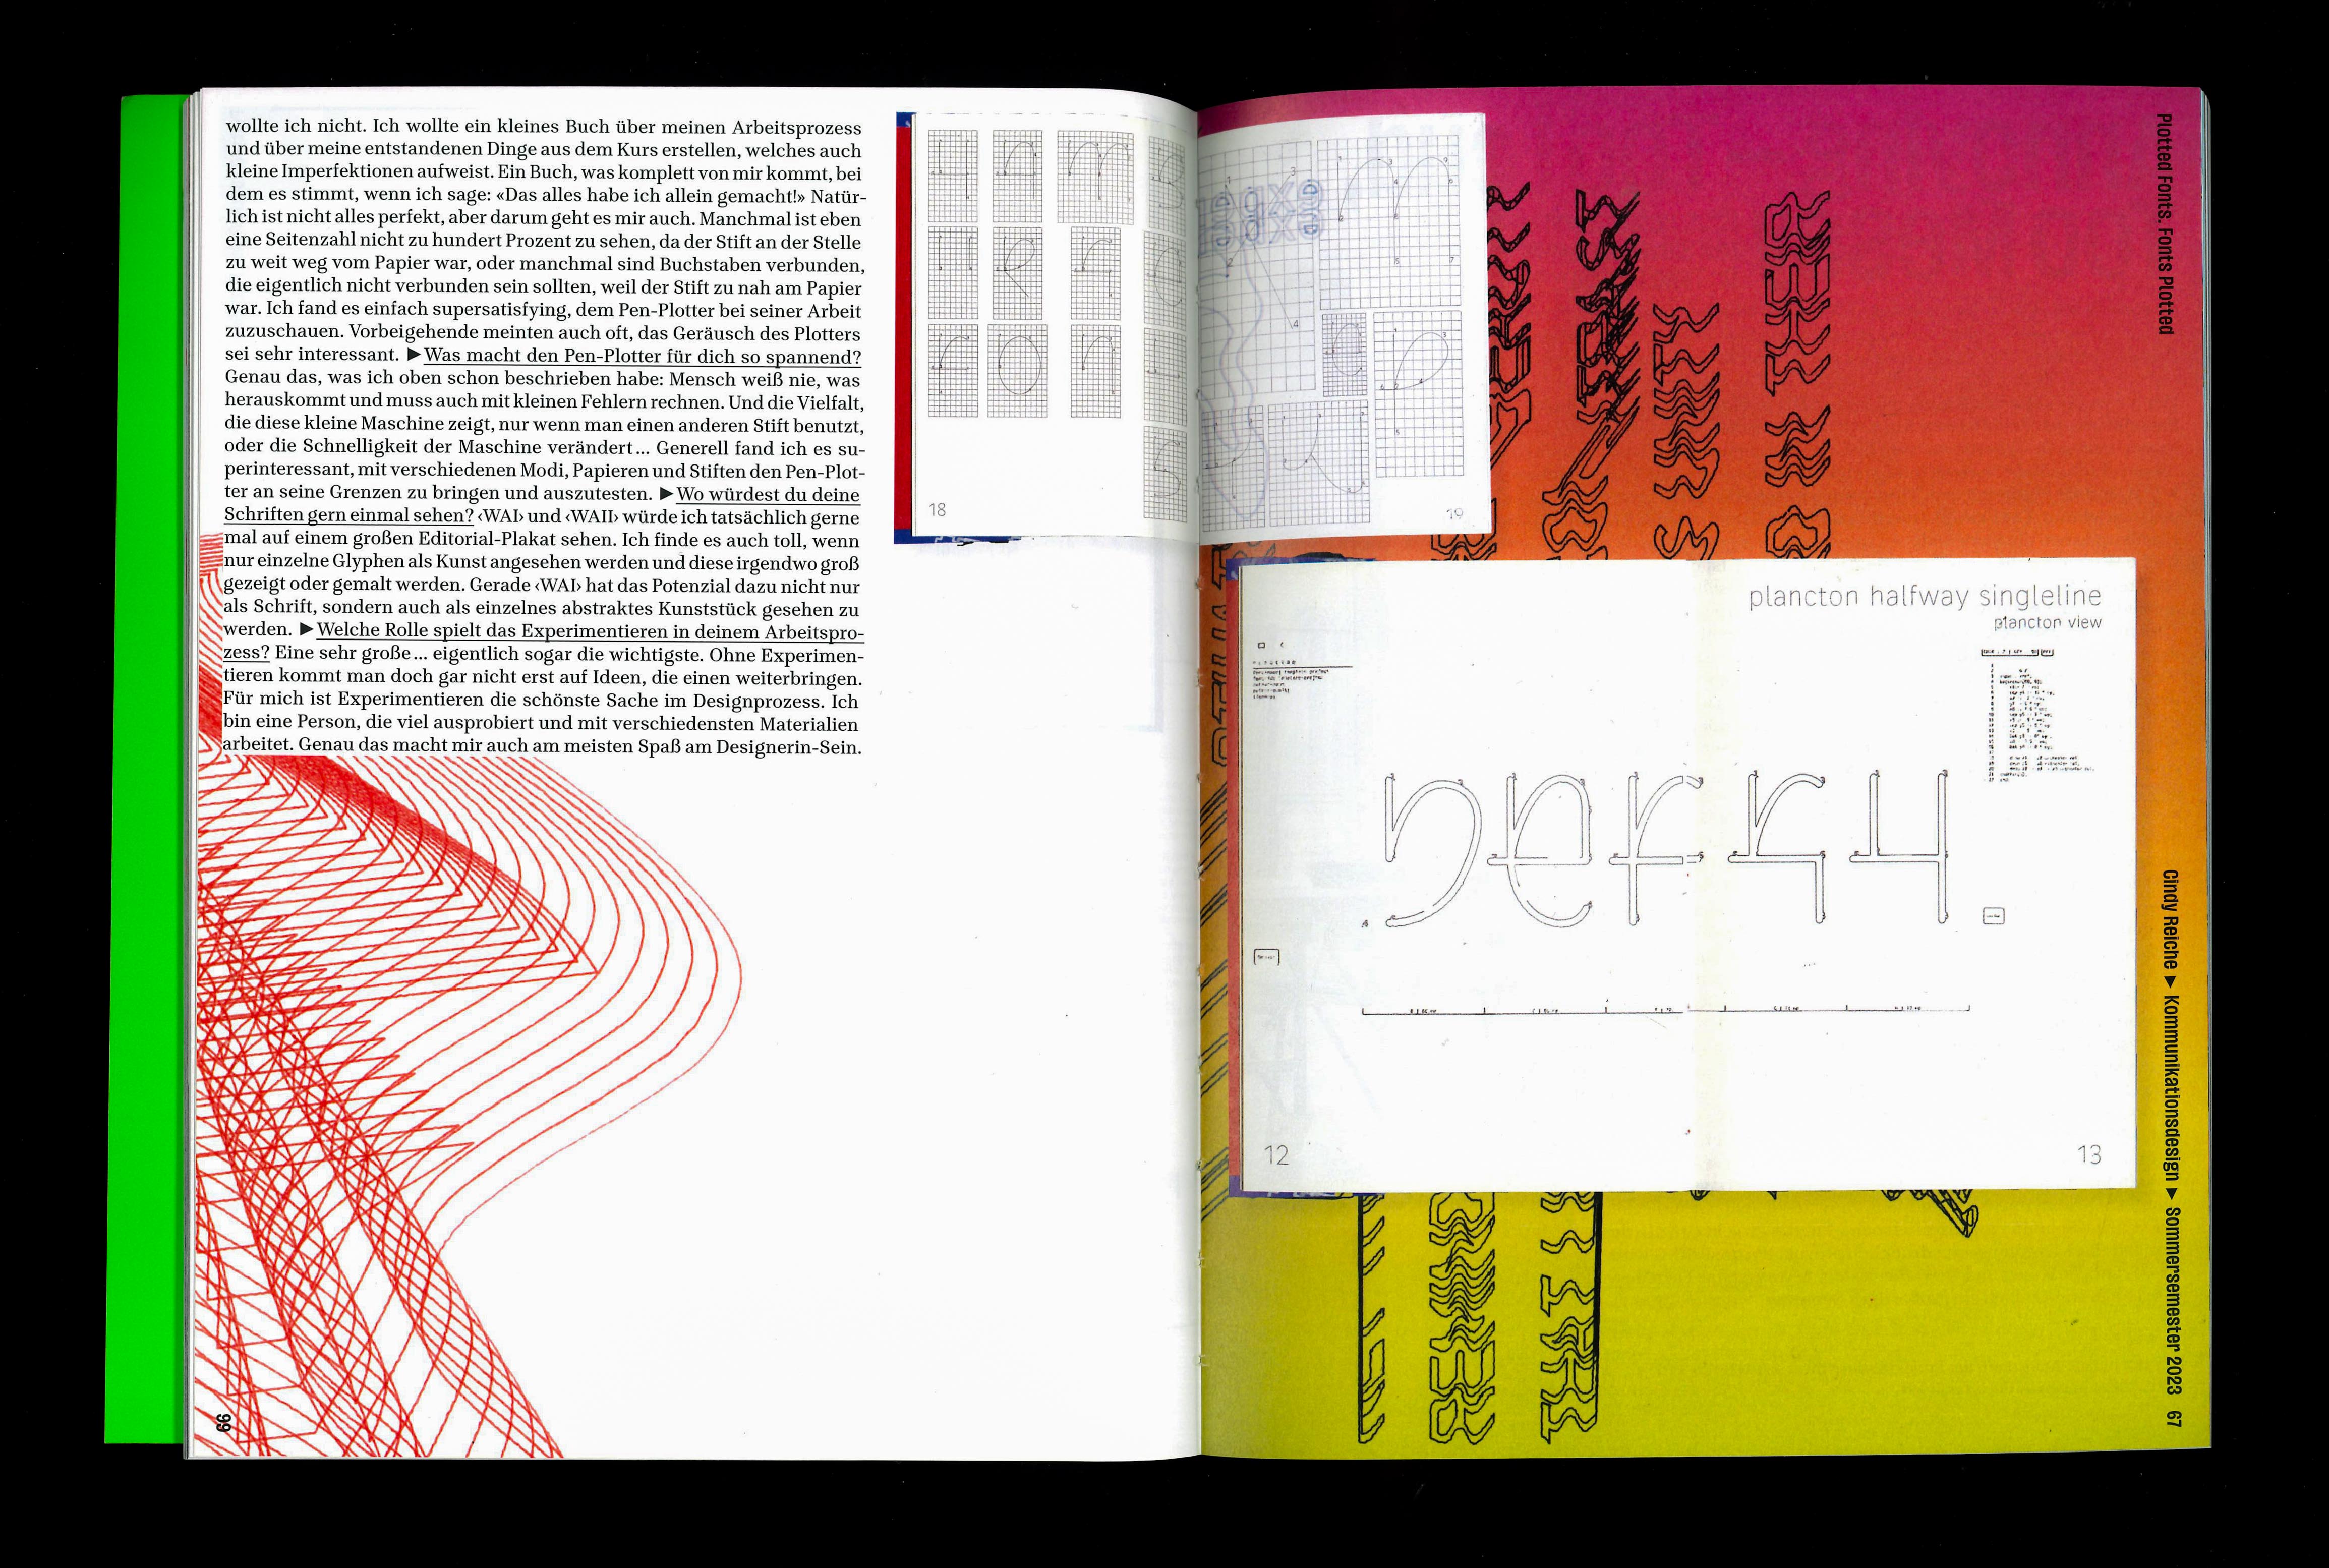 wollte ich nicht. Ich wollte ein kleines Buch über meinen Arbeitsprozess
und über meine entstandenen Dinge aus dem Kurs erstellen, welches auch
kleine Imperfektionen aufweist. Ein Buch, was komplett von mir kommt, bei
dem es stimmt, wenn ich sage: «Das alles habe ich allein gemacht!» Natür-
lich ist nicht alles perfekt, aber darum geht es mir auch. Manchmal ist eben
eine Seitenzahl nicht zu hundert Prozent zu sehen, da der Stift an der Stelle
zu weit weg vom Papier war, oder manchmal sind Buchstaben verbunden,
die eigentlich nicht verbunden sein sollten, weil der Stift zu nah am Papier
war. Ich fand es einfach supersatisfying, dem Pen-Plotter bei seiner Arbeit
zuzuschauen. Vorbeigehende meinten auch oft, das Geräusch des Plotters
sei sehr interessant. ▶Was macht den Pen-Plotter für dich so spannend?
Genau das, was ich oben schon beschrieben habe: Mensch weiß nie, was
herauskommt und muss auch mit kleinen Fehlern rechnen. Und die Vielfalt,
die diese kleine Maschine zeigt, nur wenn man einen anderen Stift benutzt,
oder die Schnelligkeit der Maschine verändert… Generell fand ich es su-
perinteressant, mit verschiedenen Modi, Papieren und Stiften den Pen-Plot-
ter an seine Grenzen zu bringen und auszutesten. ▶Wo würdest du deine
Schriften gern einmal sehen? ‹WAI› und ‹WAII› würde ich tatsächlich gerne
mal auf einem großen Editorial-Plakat sehen. Ich finde es auch toll, wenn
nur einzelne Glyphen als Kunst angesehen werden und diese irgendwo groß
gezeigt oder gemalt werden. Gerade ‹WAI› hat das Potenzial dazu nicht nur
als Schrift, sondern auch als einzelnes abstraktes Kunststück gesehen zu
werden. ▶Welche Rolle spielt das Experimentieren in deinem Arbeitspro-
zess? Eine sehr große… eigentlich sogar die wichtigste. Ohne Experimen-
tieren kommt man doch gar nicht erst auf Ideen, die einen weiterbringen.
Für mich ist Experimentieren die schönste Sache im Designprozess. Ich
bin eine Person, die viel ausprobiert und mit verschiedensten Materialien
arbeitet. Genau das macht mir auch am meisten Spaß am Designerin-Sein.
66
18
19
plancton halfway singleline
plancton view
12
13
Plotted Fonts. Fonts Plotted
Cindy Reiche ▶ Kommunikationsdesign ▶ Sommersemester 2023 67